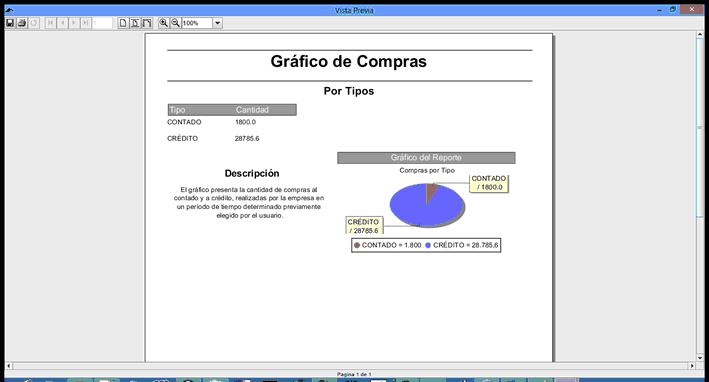 Vista Previa
1
100%
Gráfico de Compras
Por Tipos
Tipo Cantidad
CONTADO 1800.0
CRÉDITO 28785.6
Gráfico del Reporte
Compras por Tipo
CONTADO
/ 1800.0
CRÉDITO
/ 28785.6
CONTADO = 1.800 CRÉDITO = 28.785,6
Descripción
El gráfico presenta la cantidad de compras al
contado y a crédito, realizadas por la empresa en
un período de tiempo determinado previamente
elegido por el usuario.
Pagina 1 de 1